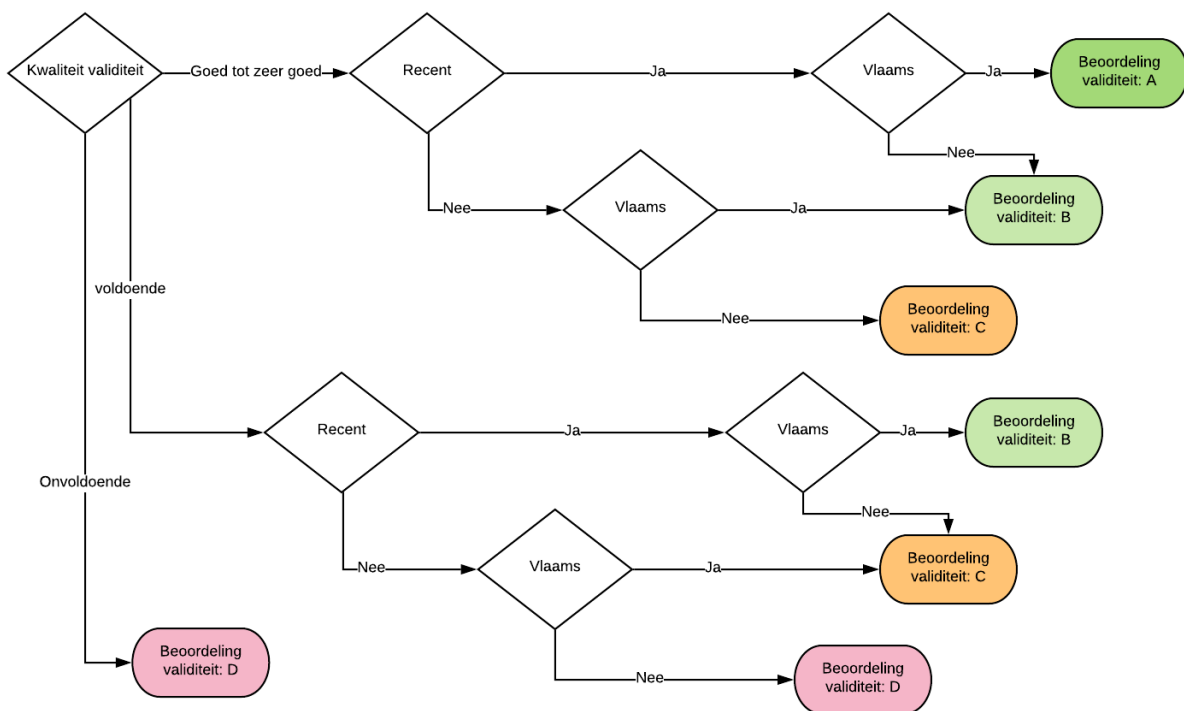 Kwaliteit validiteit
Goed tot zeer goed
Recent
Ja
Vlaams
Ja
Beoordeling
validiteit: A
Nee
Nee
Vlaams
Ja
Beoordeling
validiteit: B
voldoende
Nee
Beoordeling
validiteit: C
Recent
Ja
Vlaams
Ja
Beoordeling
validiteit: B
Onvoldoende
Nee
Nee
Vlaams
Ja
Beoordeling
validiteit: C
Beoordeling
validiteit: D
Nee
Beoordeling
validiteit: D